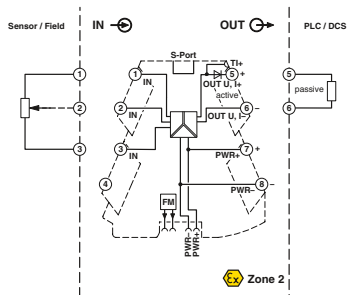 Sensor / Field IN OUT PLC / DCS
S-Port
TI+
1 1 5 + 5
IN OUT U, I+
active passive
2 2 6 – 6
IN OUT U, I–
3 3 7 +
IN PWR+
4 8 –
PWR–
FM
PWR–
PWR+
Ex Zone 2